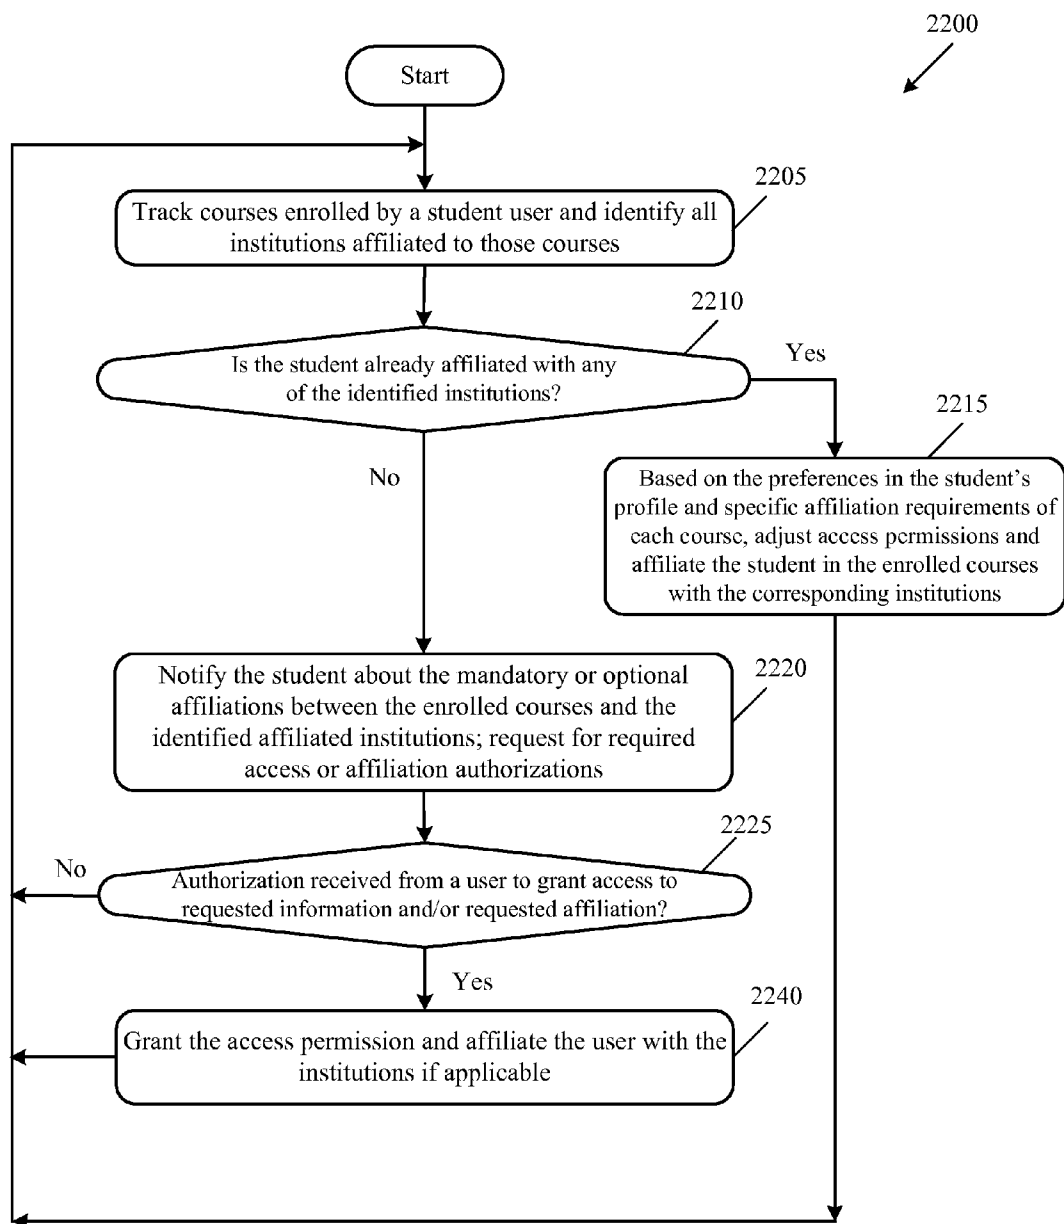 2200
Start
2205
Track courses enrolled by a student user and identify all
institutions affiliated to those courses
2210
Is the student already affiliated with any
of the identified institutions?
Yes
2215
No
Based on the preferences in the student's
profile and specific affiliation requirements of
each course, adjust access permissions and
affiliate the student in the enrolled courses
with the corresponding institutions
2220
Notify the student about the mandatory or optional
affiliations between the enrolled courses and the
identified affiliated institutions; request for required
access or affiliation authorizations
2225
No
Authorization received from a user to grant access to
requested information and/or requested affiliation?
Yes
2240
Grant the access permission and affiliate the user with the
institutions if applicable